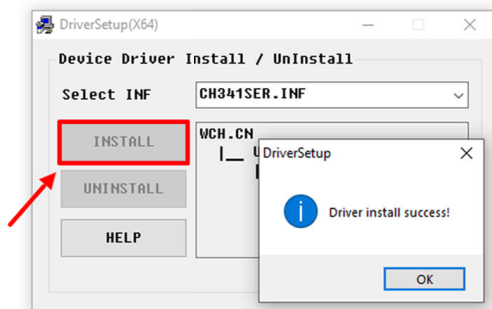 DriverSetup(X64)
Device Driver Install / UnInstall
Select INF
CH341SER.INF
INSTALL
WCH.CN
|__ U
DriverSetup
UNINSTALL
Driver install success!
HELP
OK